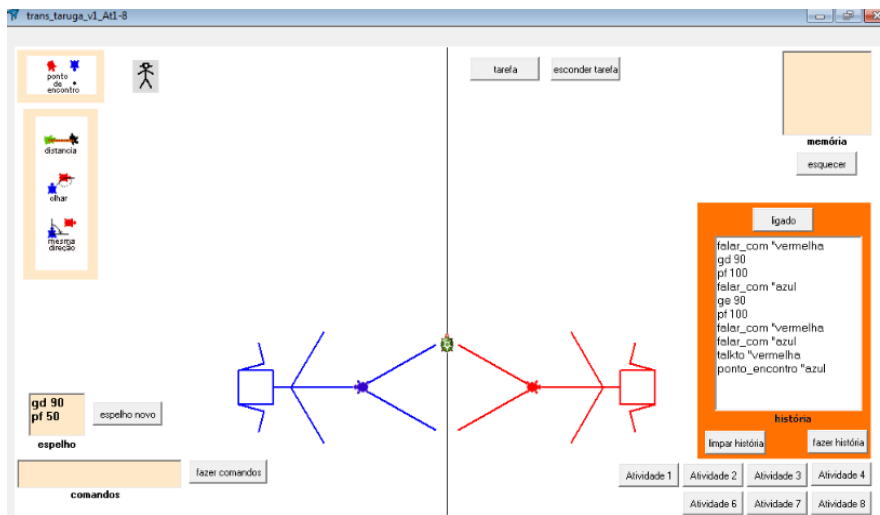 trans_taruga_v1_At1-8
ponto
de
encontro
distancia
olhar
mesma
direção
tarefa
esconder tarefa
memória
esquecer
ligado
falar_com "vermelha
gd 90
pf 100
falar_com "azul
ge 90
pf 100
falar_com "vermelha
falar_com "azul
talkto "vermelha
ponto_encontro "azul
história
limpar história
fazer história
gd 90
pf 50
espelho novo
espelho
fazer comandos
comandos
Atividade 1
Atividade 2
Atividade 3
Atividade 4
Atividade 6
Atividade 7
Atividade 8